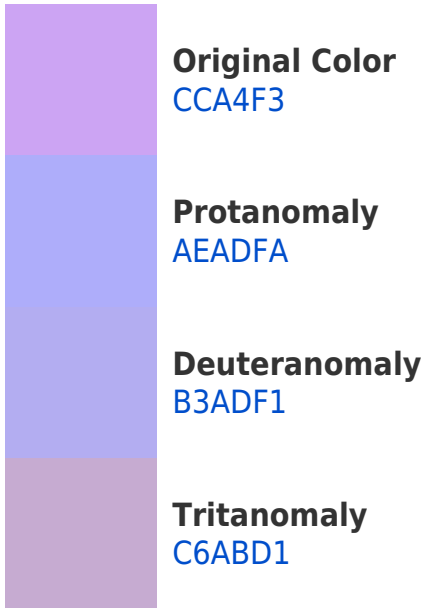 Original Color
CCA4F3
Protanomaly
AEADFA
Deuteranomaly
B3ADF1
Tritanomaly
C6ABD1